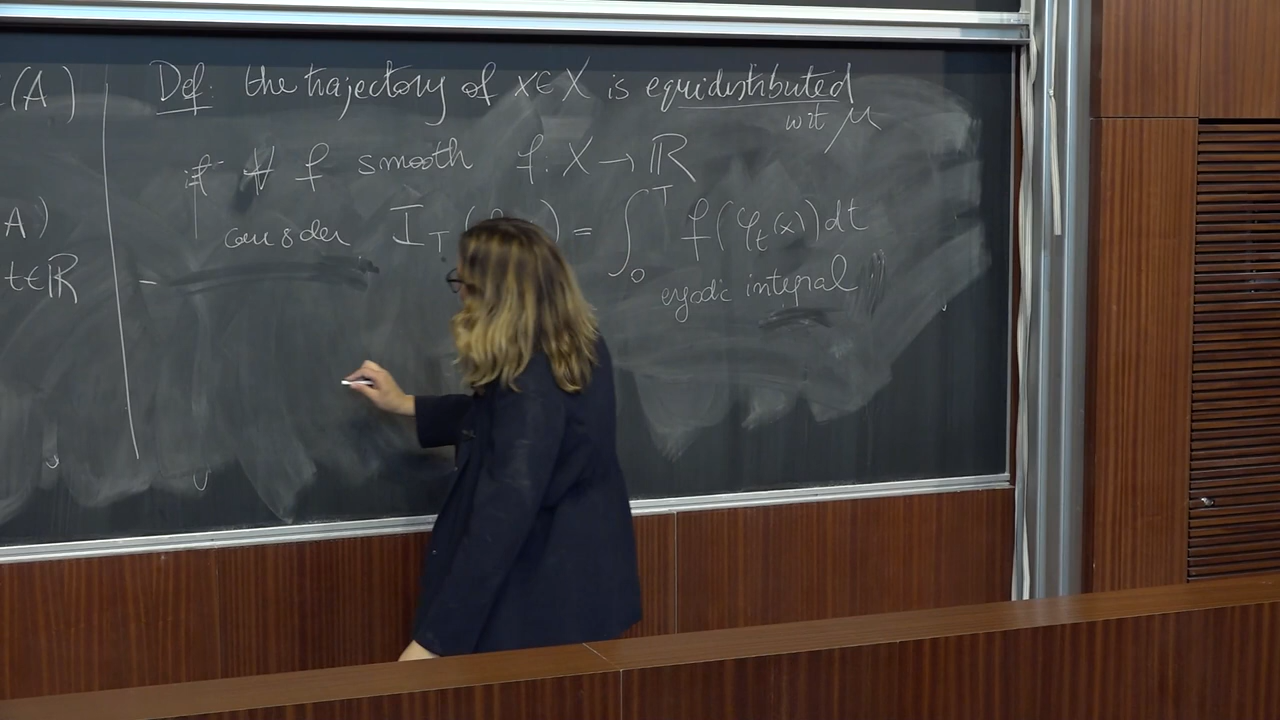 (A)
Def: the trajectory of x∈X is equidistributed
wrt μ
if ∀ f smooth f: X → ℝ
A)
consider I_T ( ) = ∫_0^T f(φ_t(x))dt
t∈ℝ
ergodic integral